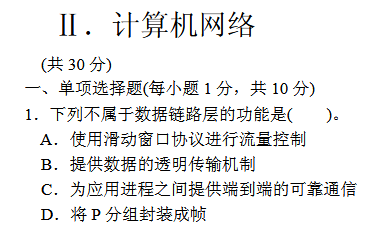 Ⅱ．计算机网络
(共 30 分)
一、单项选择题(每小题 1 分，共 10 分)
1．下列不属于数据链路层的功能是(　　)。
A．使用滑动窗口协议进行流量控制
B．提供数据的透明传输机制
C．为应用进程之间提供端到端的可靠通信
D．将 P 分组封装成帧